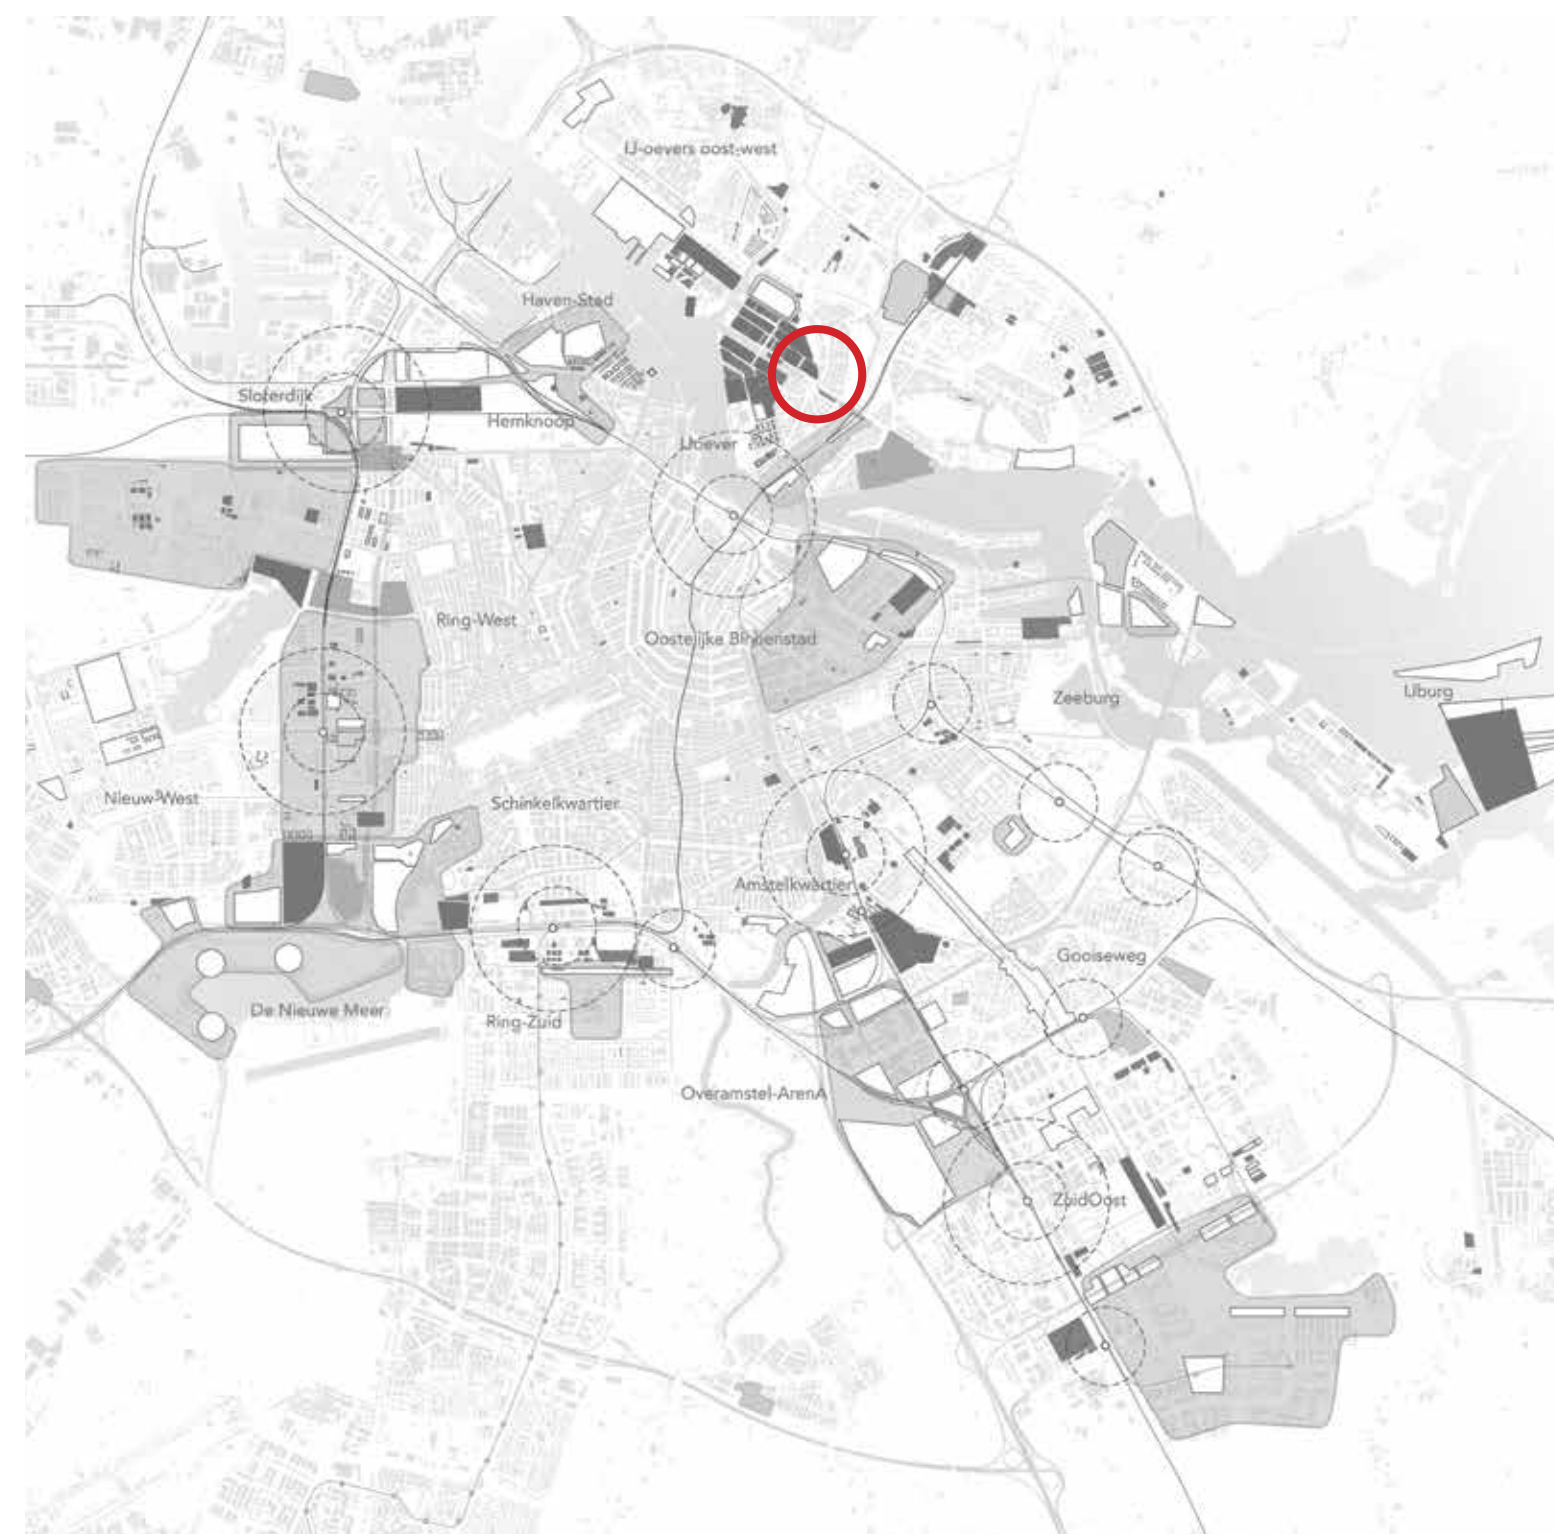 IJ-oevers oost-west
Haven-Stad
Sloterdijk
Hemknoop
IJoever
Ring-West
Oostelijke Binnenstad
Zeeburg
IJburg
Nieuw-West
Schinkelkwartier
Amstelkwartier
Gooiseweg
De Nieuwe Meer
Ring-Zuid
Overamstel-ArenA
ZuidOost